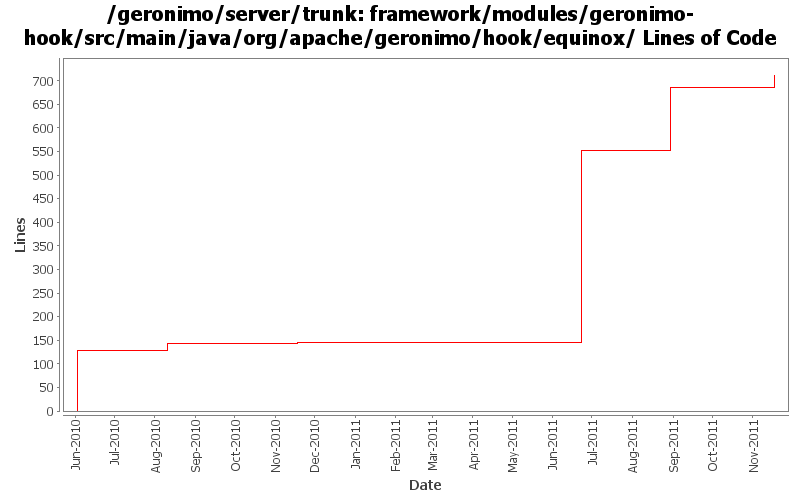 /geronimo/server/trunk: framework/modules/geronimo-
hook/src/main/java/org/apache/geronimo/hook/equinox/ Lines of Code
700
650
600
550
500
450
400
350
300
250
200
150
100
50
0
Lines
Jun-2010
Jul-2010
Aug-2010
Sep-2010
Oct-2010
Nov-2010
Dec-2010
Jan-2011
Feb-2011
Mar-2011
Apr-2011
May-2011
Jun-2011
Jul-2011
Aug-2011
Sep-2011
Oct-2011
Nov-2011
Date